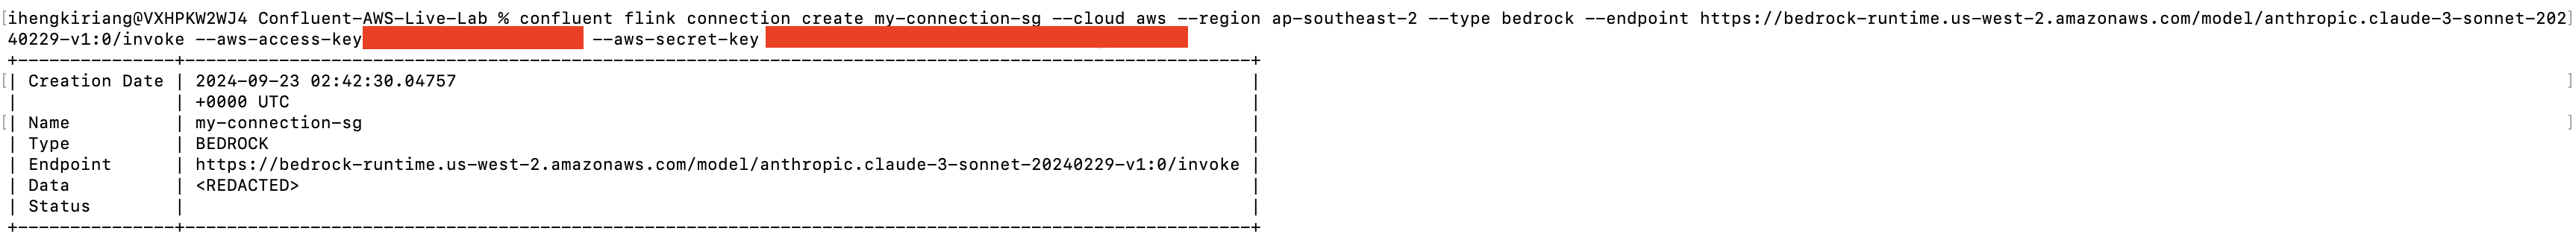 [ihengkiriang@VXHPKW2WJ4 Confluent-AWS-Live-Lab % confluent flink connection create my-connection-sg --cloud aws --region ap-southeast-2 --type bedrock --endpoint https://bedrock-runtime.us-west-2.amazonaws.com/model/anthropic.claude-3-sonnet-202]
40229-v1:0/invoke --aws-access-key --aws-secret-key
+---------------+------------------------------------------------------------------------------------------------------+
[| Creation Date | 2024-09-23 02:42:30.04757 | ]
| | +0000 UTC |
[| Name | my-connection-sg | ]
| Type | BEDROCK |
| Endpoint | https://bedrock-runtime.us-west-2.amazonaws.com/model/anthropic.claude-3-sonnet-20240229-v1:0/invoke |
| Data | <REDACTED> |
| Status | |
+---------------+------------------------------------------------------------------------------------------------------+